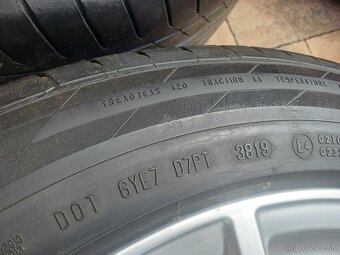 TREADWEAR 420 TRACTION AA TEMPERATURE
DOT 6YE7 D7PT 3819 E4